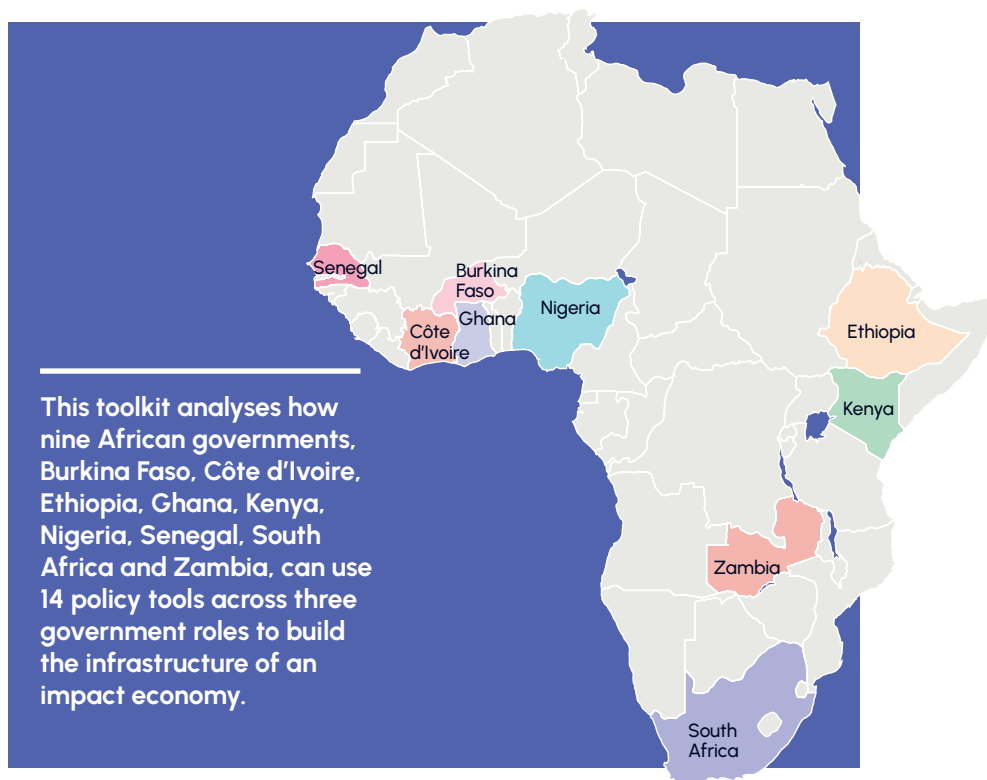 Senegal
Burkina
Faso
Nigeria
Ghana
Côte
d'Ivoire
Ethiopia
Kenya
This toolkit analyses how
nine African governments,
Burkina Faso, Côte d'Ivoire,
Ethiopia, Ghana, Kenya,
Nigeria, Senegal, South
Africa and Zambia, can use
14 policy tools across three
government roles to build
the infrastructure of an
impact economy.
Zambia
South
Africa